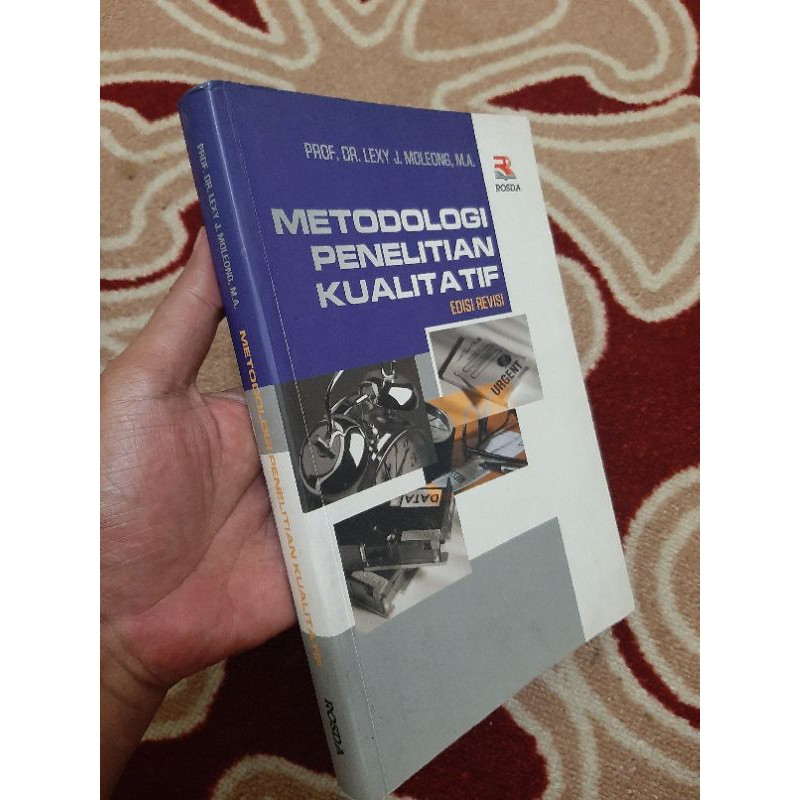 PROF. DR. LEXY J. MOLEONG, M.A.
ROSDA
METODOLOGI
PENELITIAN
KUALITATIF
EDISI REVISI
URGENT
DATA
PROF. DR. LEXY J. MOLEONG, M.A.
METODOLOGI PENELITIAN KUALITATIF
ROSDA